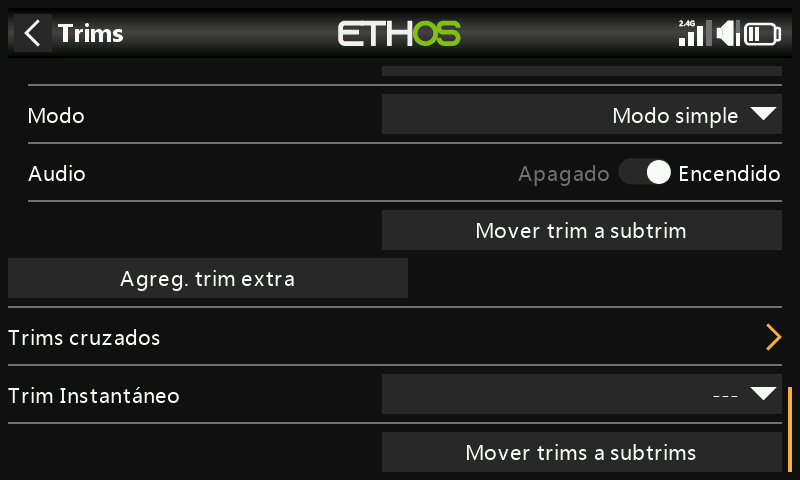 Trims
ETHOS
2.4G
Modo
Modo simple
Audio
Apagado
Encendido
Mover trim a subtrim
Agreg. trim extra
Trims cruzados
Trim Instantáneo
---
Mover trims a subtrims